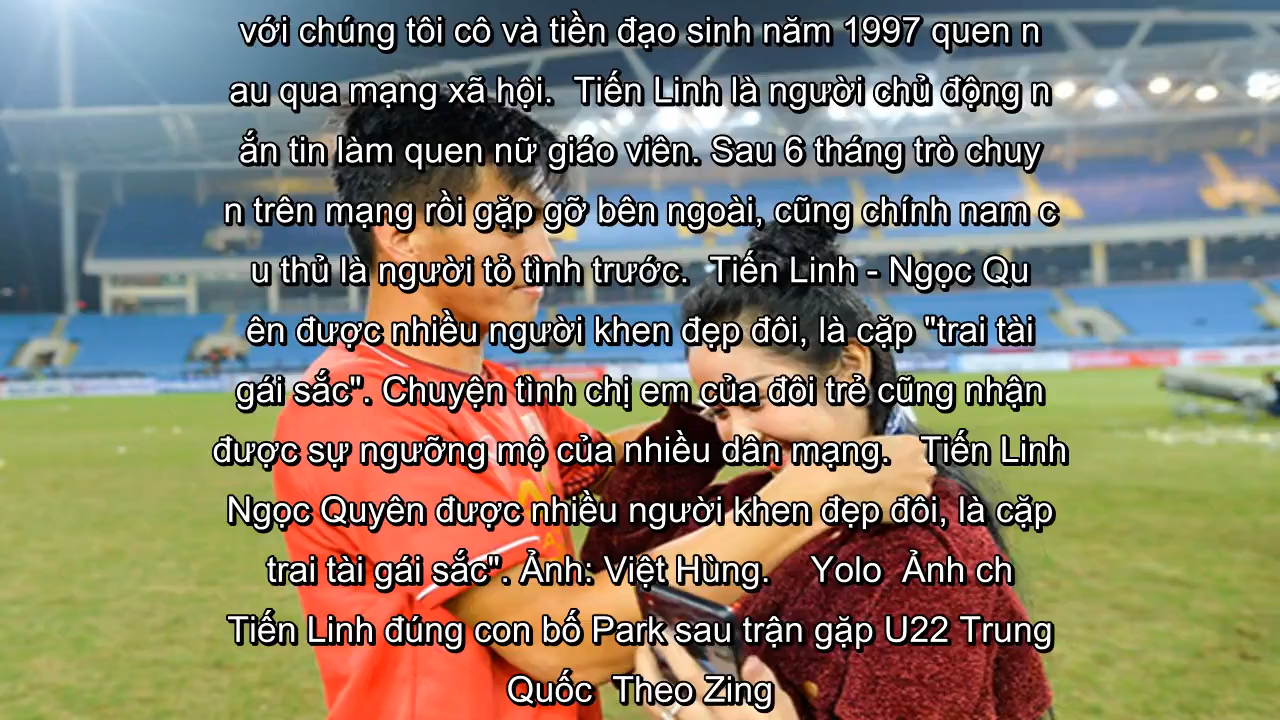 với chúng tôi cô và tiền đạo sinh năm 1997 quen n
au qua mạng xã hội. Tiến Linh là người chủ động n
ắn tin làm quen nữ giáo viên. Sau 6 tháng trò chuy
n trên mạng rồi gặp gỡ bên ngoài, cũng chính nam c
u thủ là người tỏ tình trước. Tiến Linh - Ngọc Qu
ên được nhiều người khen đẹp đôi, là cặp "trai tài
gái sắc". Chuyện tình chị em của đôi trẻ cũng nhận
được sự ngưỡng mộ của nhiều dân mạng. Tiến Linh
Ngọc Quyên được nhiều người khen đẹp đôi, là cặp
trai tài gái sắc". Ảnh: Việt Hùng. Yolo Ảnh ch
Tiến Linh đúng con bố Park sau trận gặp U22 Trung
Quốc Theo Zing